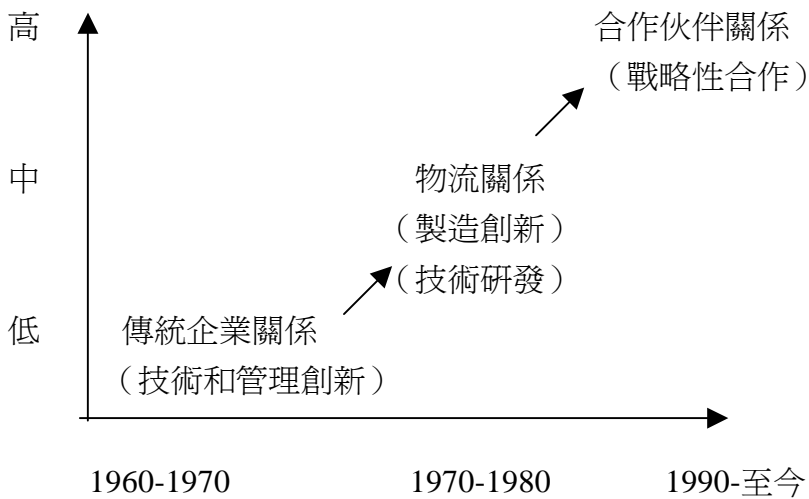 高
合作伙伴關係
（戰略性合作）
中
物流關係
（製造創新）
（技術研發）
低
傳統企業關係
（技術和管理創新）
1960-1970
1970-1980
1990-至今